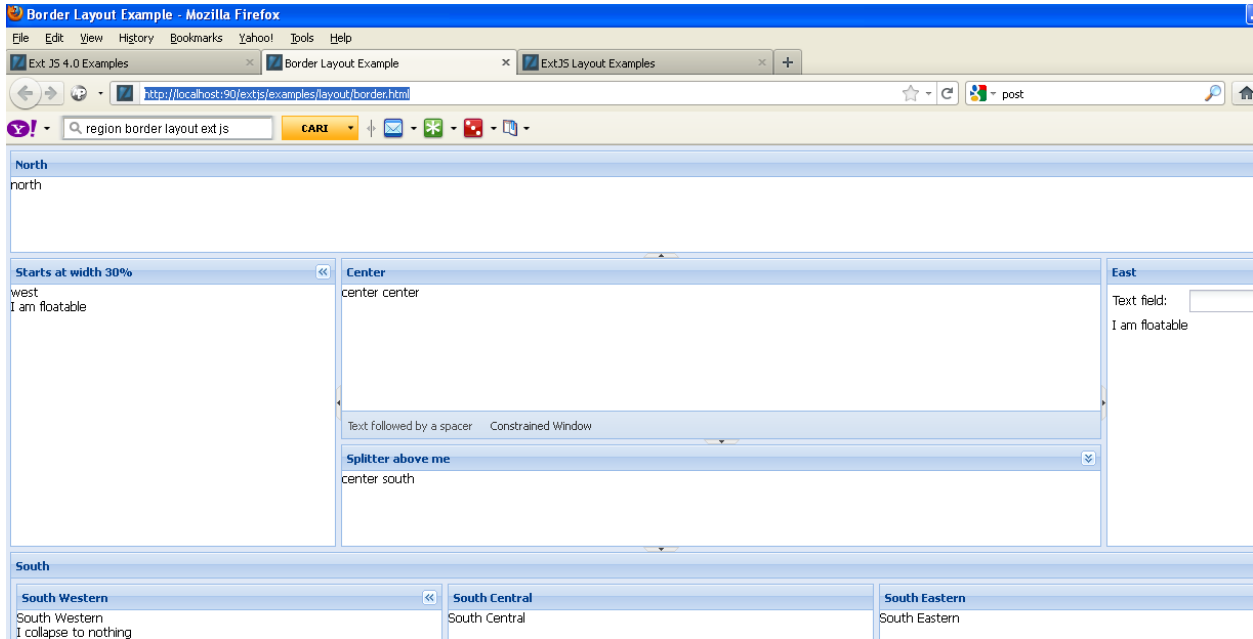 Border Layout Example - Mozilla Firefox
File Edit View History Bookmarks Yahoo! Tools Help
Ext JS 4.0 Examples × Border Layout Example × ExtJS Layout Examples × +
http://localhost:90/extjs/examples/layout/border.html post
Y! region border layout ext js CARI
North
north
Starts at width 30% Center East
west center center Text field:
I am floatable
I am floatable
Text followed by a spacer Constrained Window
Splitter above me
center south
South
South Western South Central South Eastern
South Western South Central South Eastern
I collapse to nothing